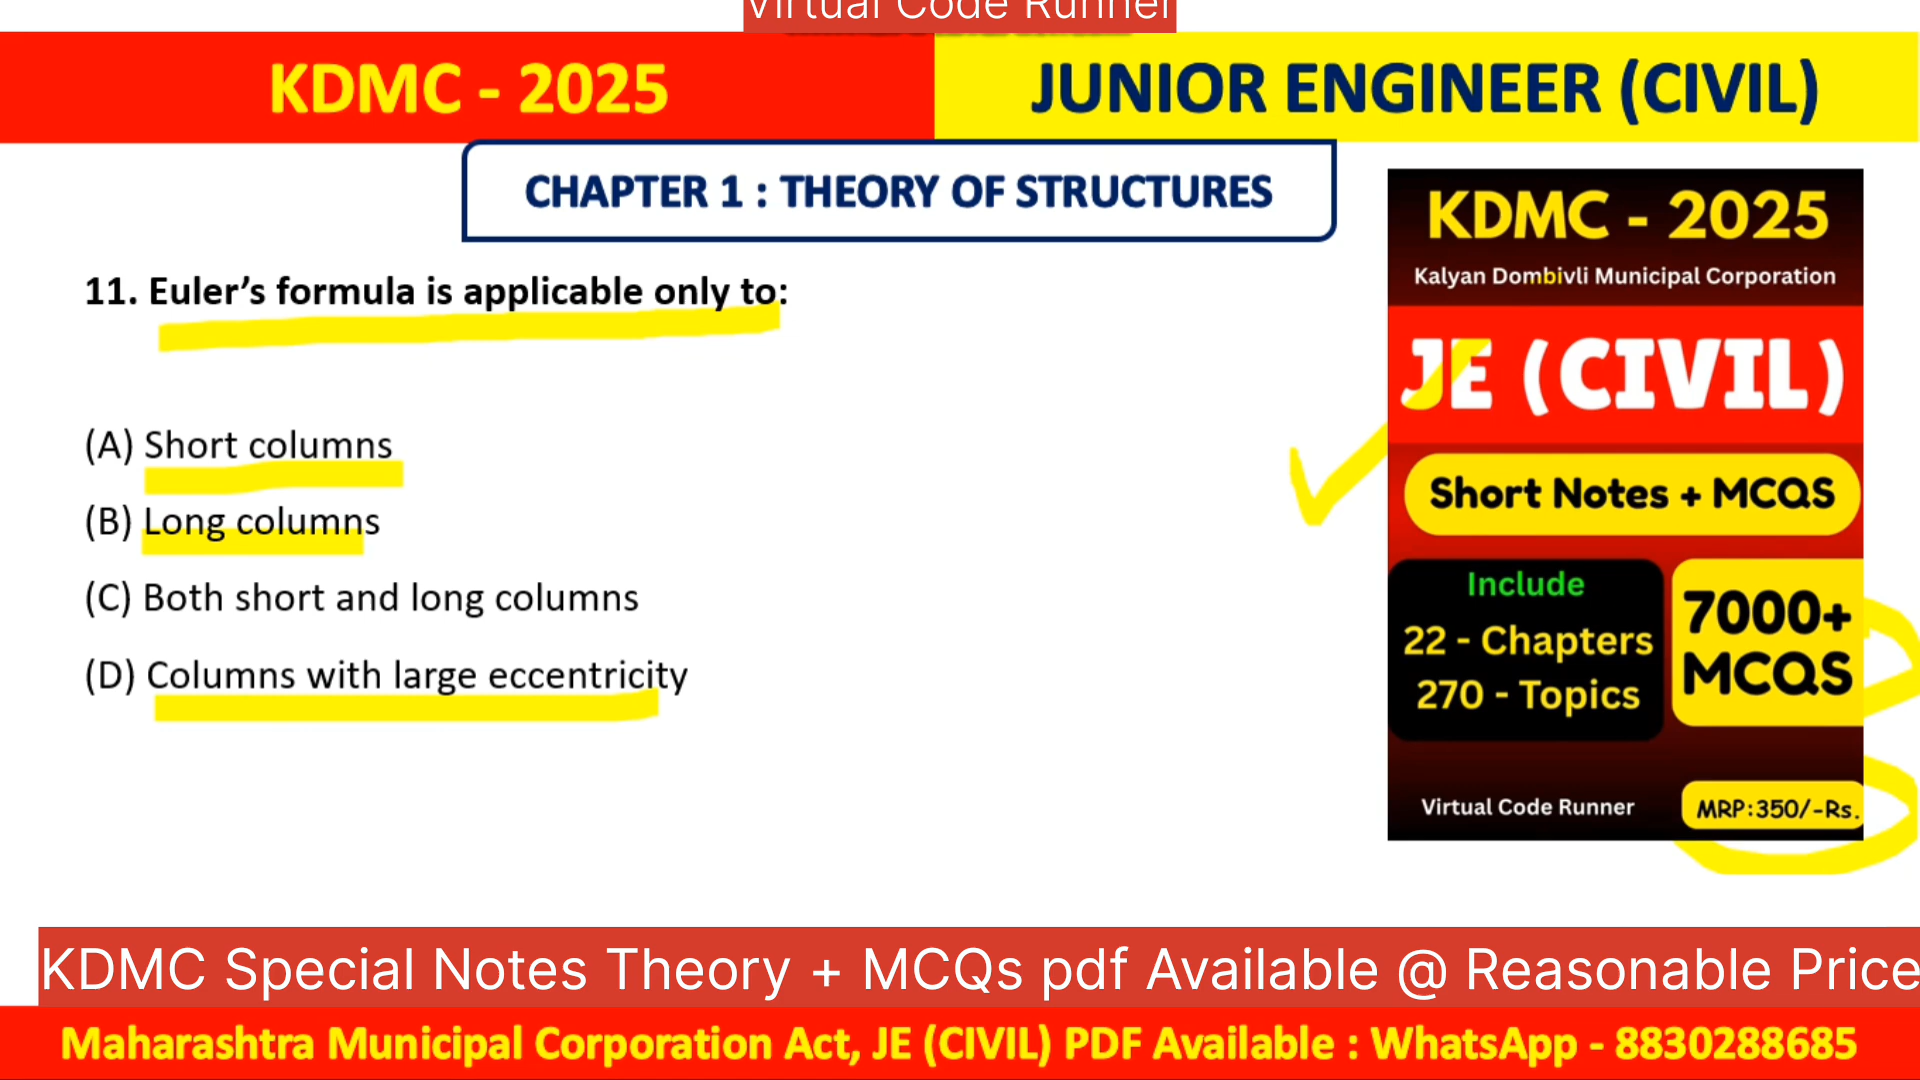 Virtual Code Runner
KDMC - 2025
JUNIOR ENGINEER (CIVIL)
CHAPTER 1 : THEORY OF STRUCTURES
11. Euler’s formula is applicable only to:
(A) Short columns
(B) Long columns
(C) Both short and long columns
(D) Columns with large eccentricity
KDMC - 2025
Kalyan Dombivli Municipal Corporation
JE (CIVIL)
Short Notes + MCQS
Include
22 - Chapters
270 - Topics
7000+
MCQS
Virtual Code Runner
MRP:350/-Rs.
KDMC Special Notes Theory + MCQs pdf Available @ Reasonable Price
Maharashtra Municipal Corporation Act, JE (CIVIL) PDF Available : WhatsApp - 8830288685